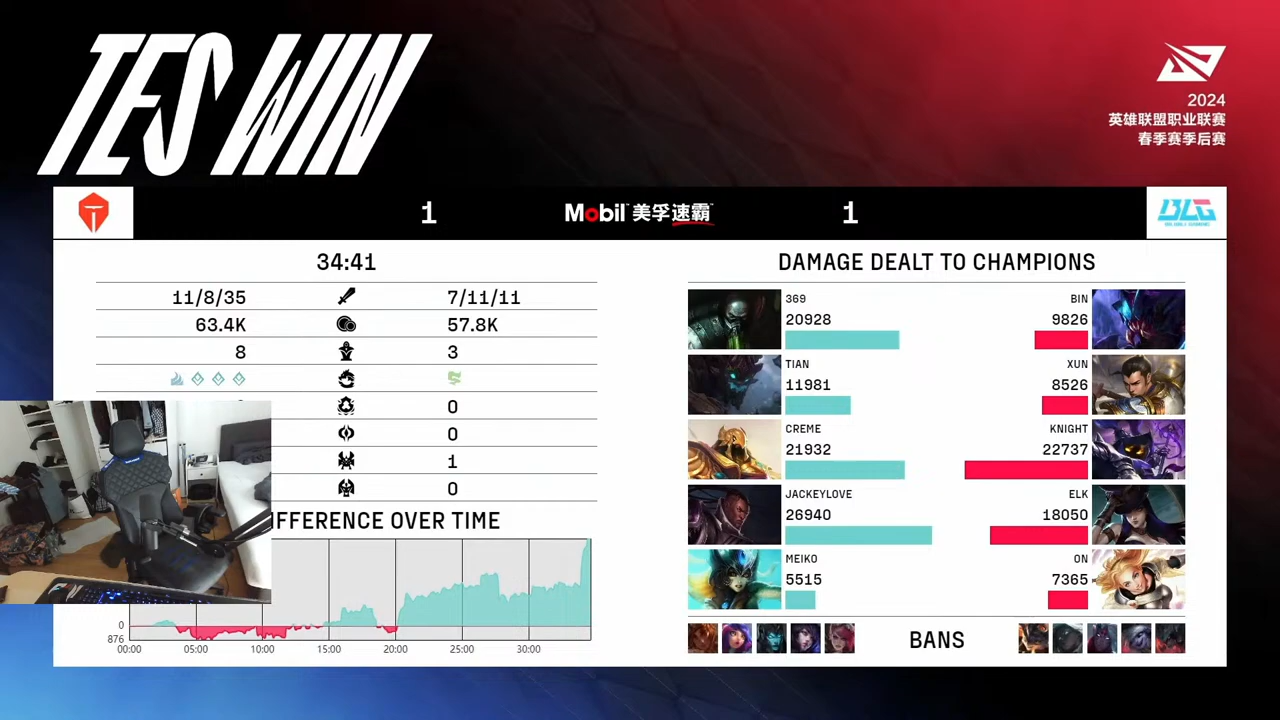 TES WIN
2024
英雄联盟职业联赛
春季赛季后赛
1
Mobil 美孚速霸
1
BLG
34:41
11/8/35
7/11/11
63.4K
57.8K
8
3
0
0
1
0
IFFERENCE OVER TIME
0
876
00:00
05:00
10:00
15:00
20:00
25:00
30:00
DAMAGE DEALT TO CHAMPIONS
369
BIN
20928
9826
TIAN
XUN
11981
8526
CREME
KNIGHT
21932
22737
JACKEYLOVE
ELK
26940
18050
MEIKO
ON
5515
7365
BANS